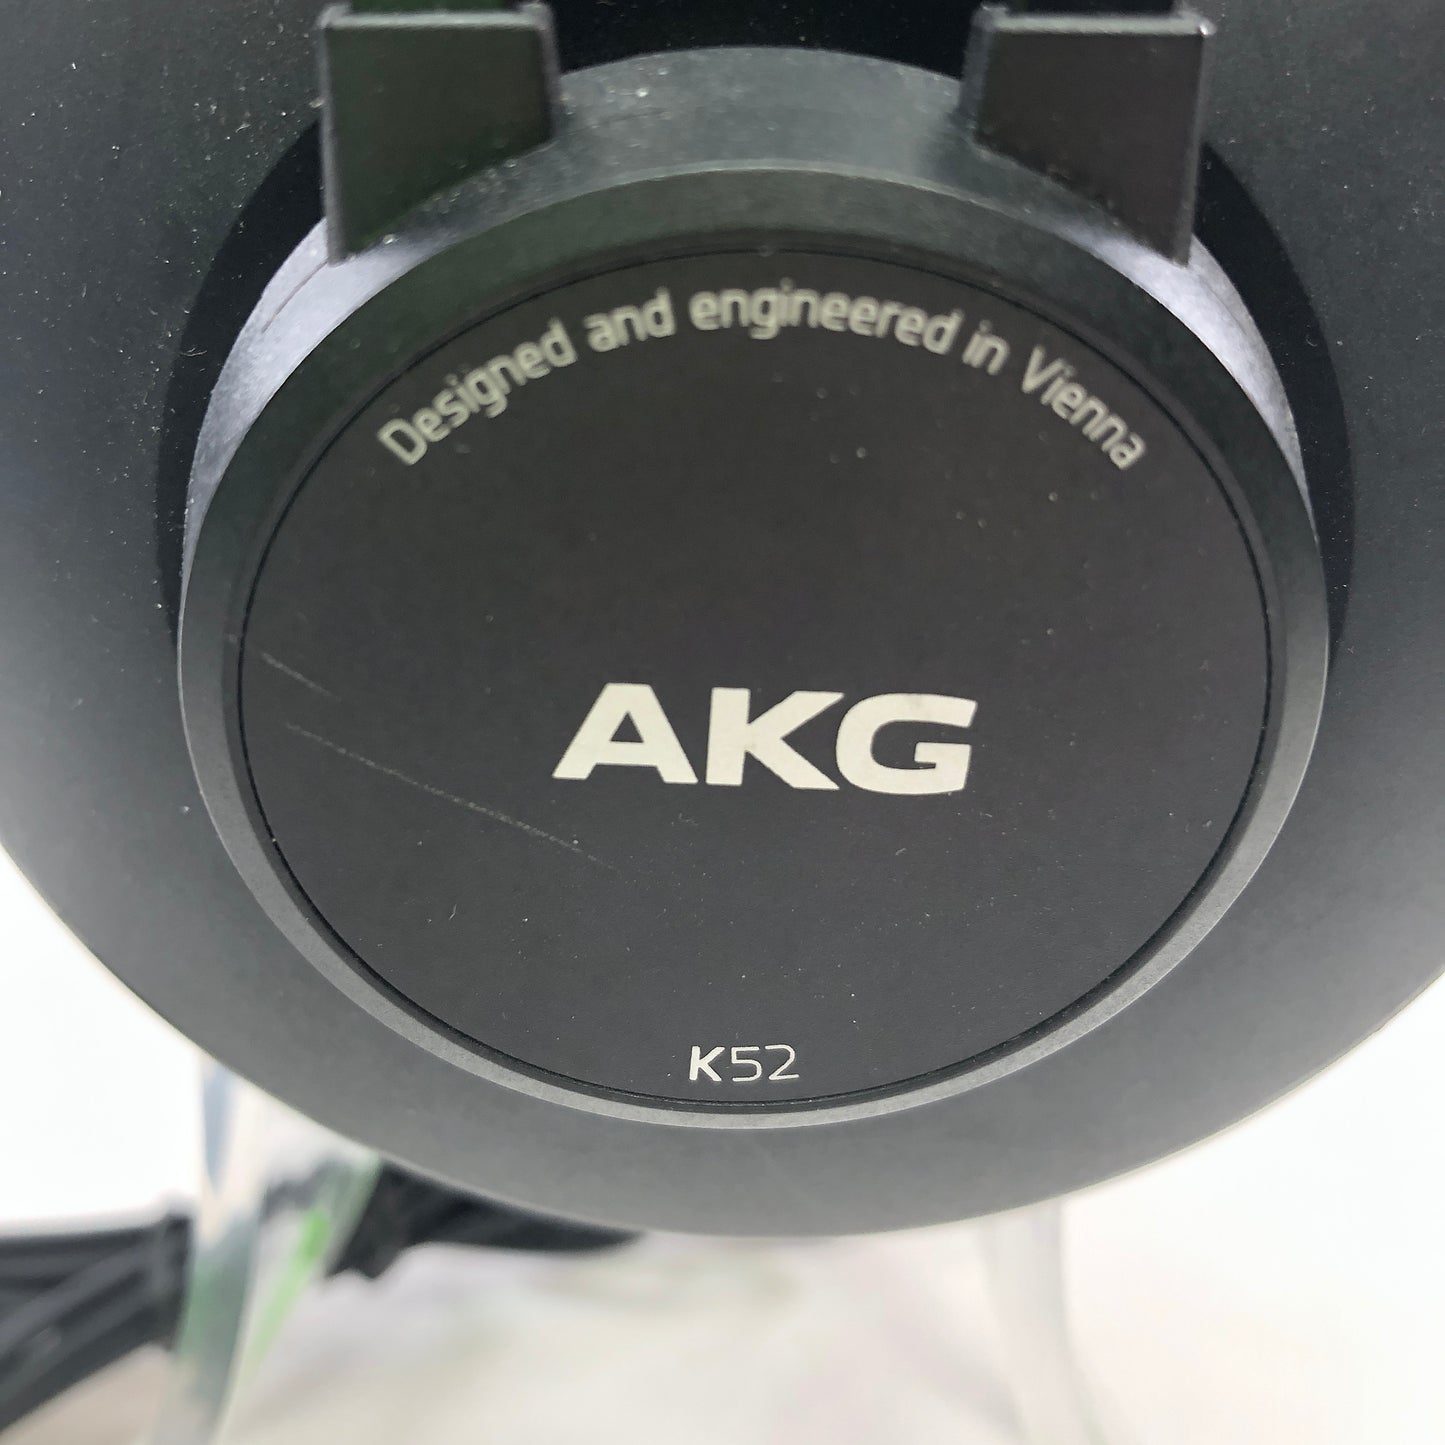 Designed and engineered in Vienna
AKG
K52